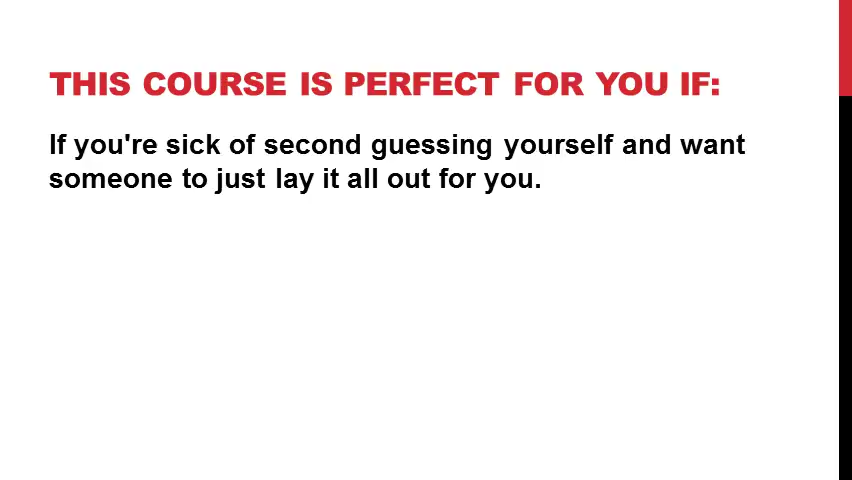 THIS COURSE IS PERFECT FOR YOU IF:
If you're sick of second guessing yourself and want
someone to just lay it all out for you.